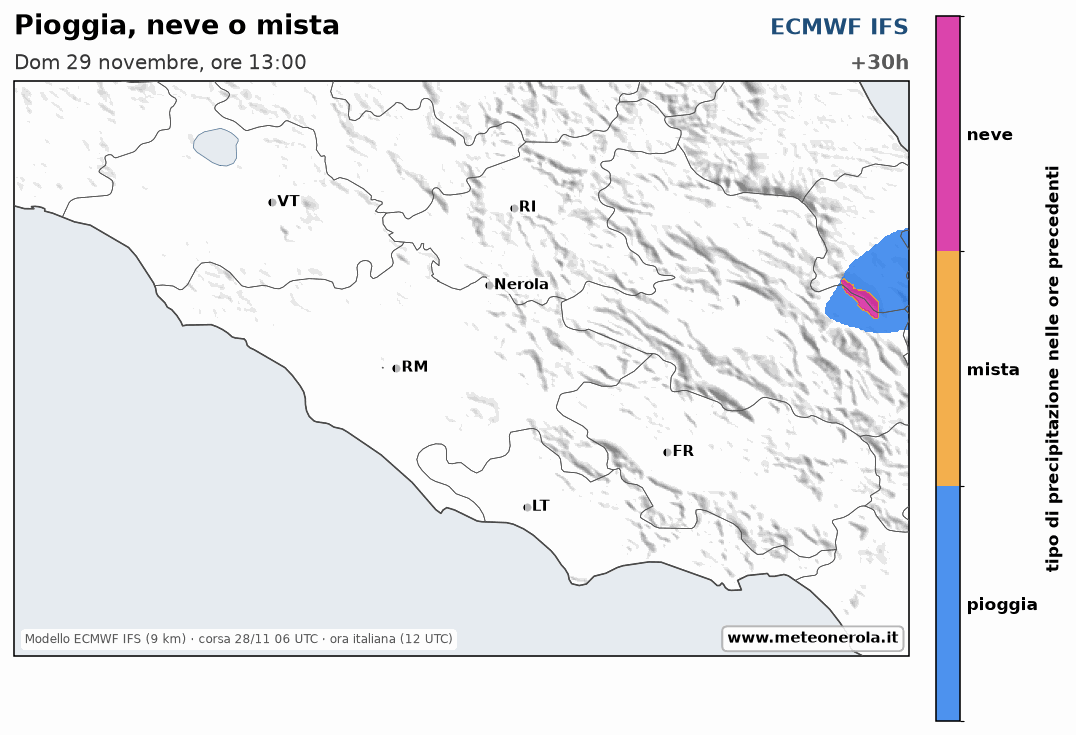 Pioggia, neve o mista
ECMWF IFS
Dom 29 novembre, ore 13:00
+30h
neve
mista
pioggia
tipo di precipitazione nelle ore precedenti
VT
RI
Nerola
RM
FR
LT
Modello ECMWF IFS (9 km) · corsa 28/11 06 UTC · ora italiana (12 UTC)
www.meteonerola.it